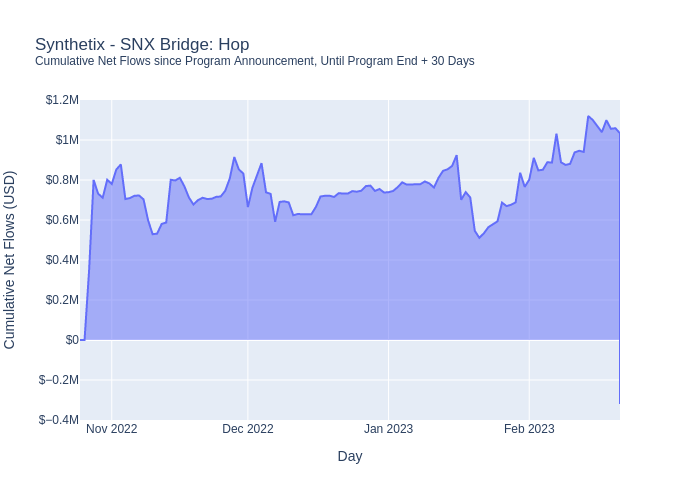 Synthetix - SNX Bridge: Hop
Cumulative Net Flows since Program Announcement, Until Program End + 30 Days
Cumulative Net Flows (USD)
$1.2M
$1M
$0.8M
$0.6M
$0.4M
$0.2M
$0
$−0.2M
$−0.4M
Nov 2022
Dec 2022
Jan 2023
Feb 2023
Day